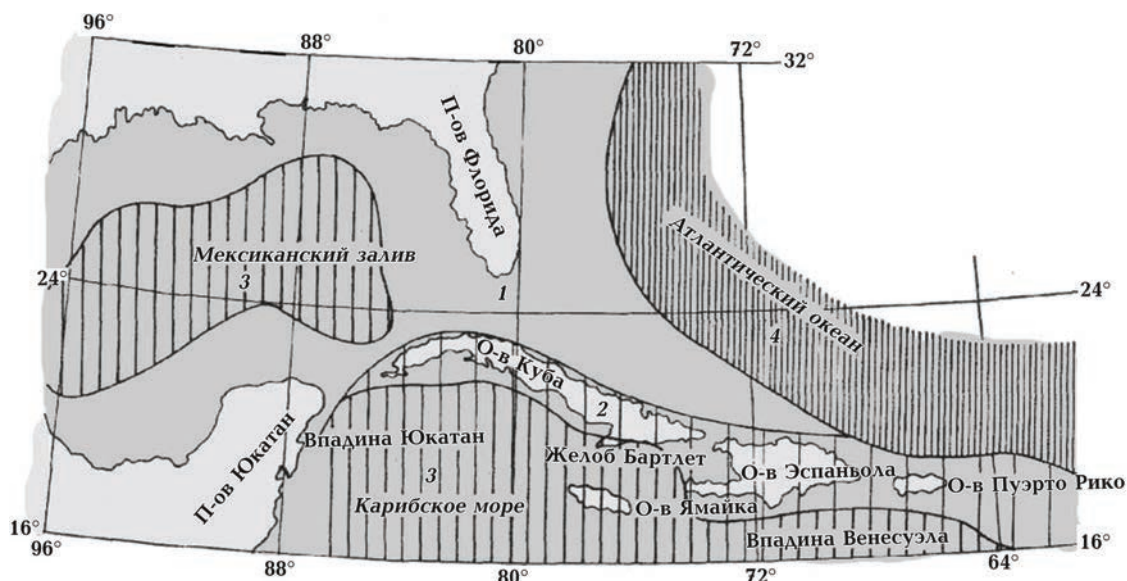 96°
88°
80°
72°
32°
П-ов Флорида
Атлантический океан
Мексиканский залив
24°
3
1
24°
4
О-в Куба
2
П-ов Юкатан
Впадина Юкатан
Желоб Бартлет
О-в Эспаньола
3
О-в Пуэрто Рико
Карибское море
О-в Ямайка
16°
96°
Впадина Венесуэла
16°
88°
80°
72°
64°